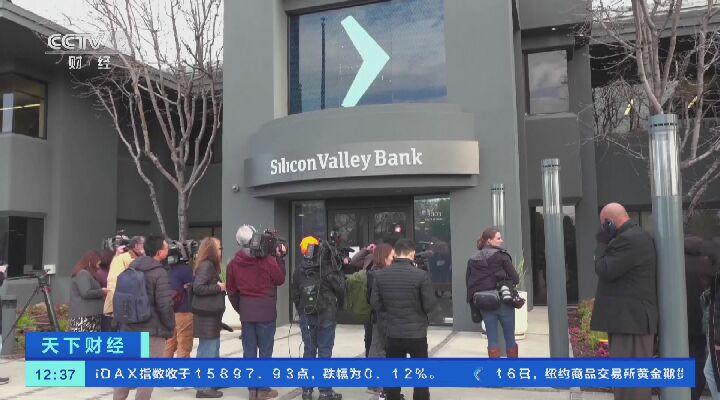 CCTV
财经
Silicon Valley Bank
天下财经
12:37
DAX指数收于15897.93点，跌幅为0.12%。 16日，纽约商品交易所黄金期货